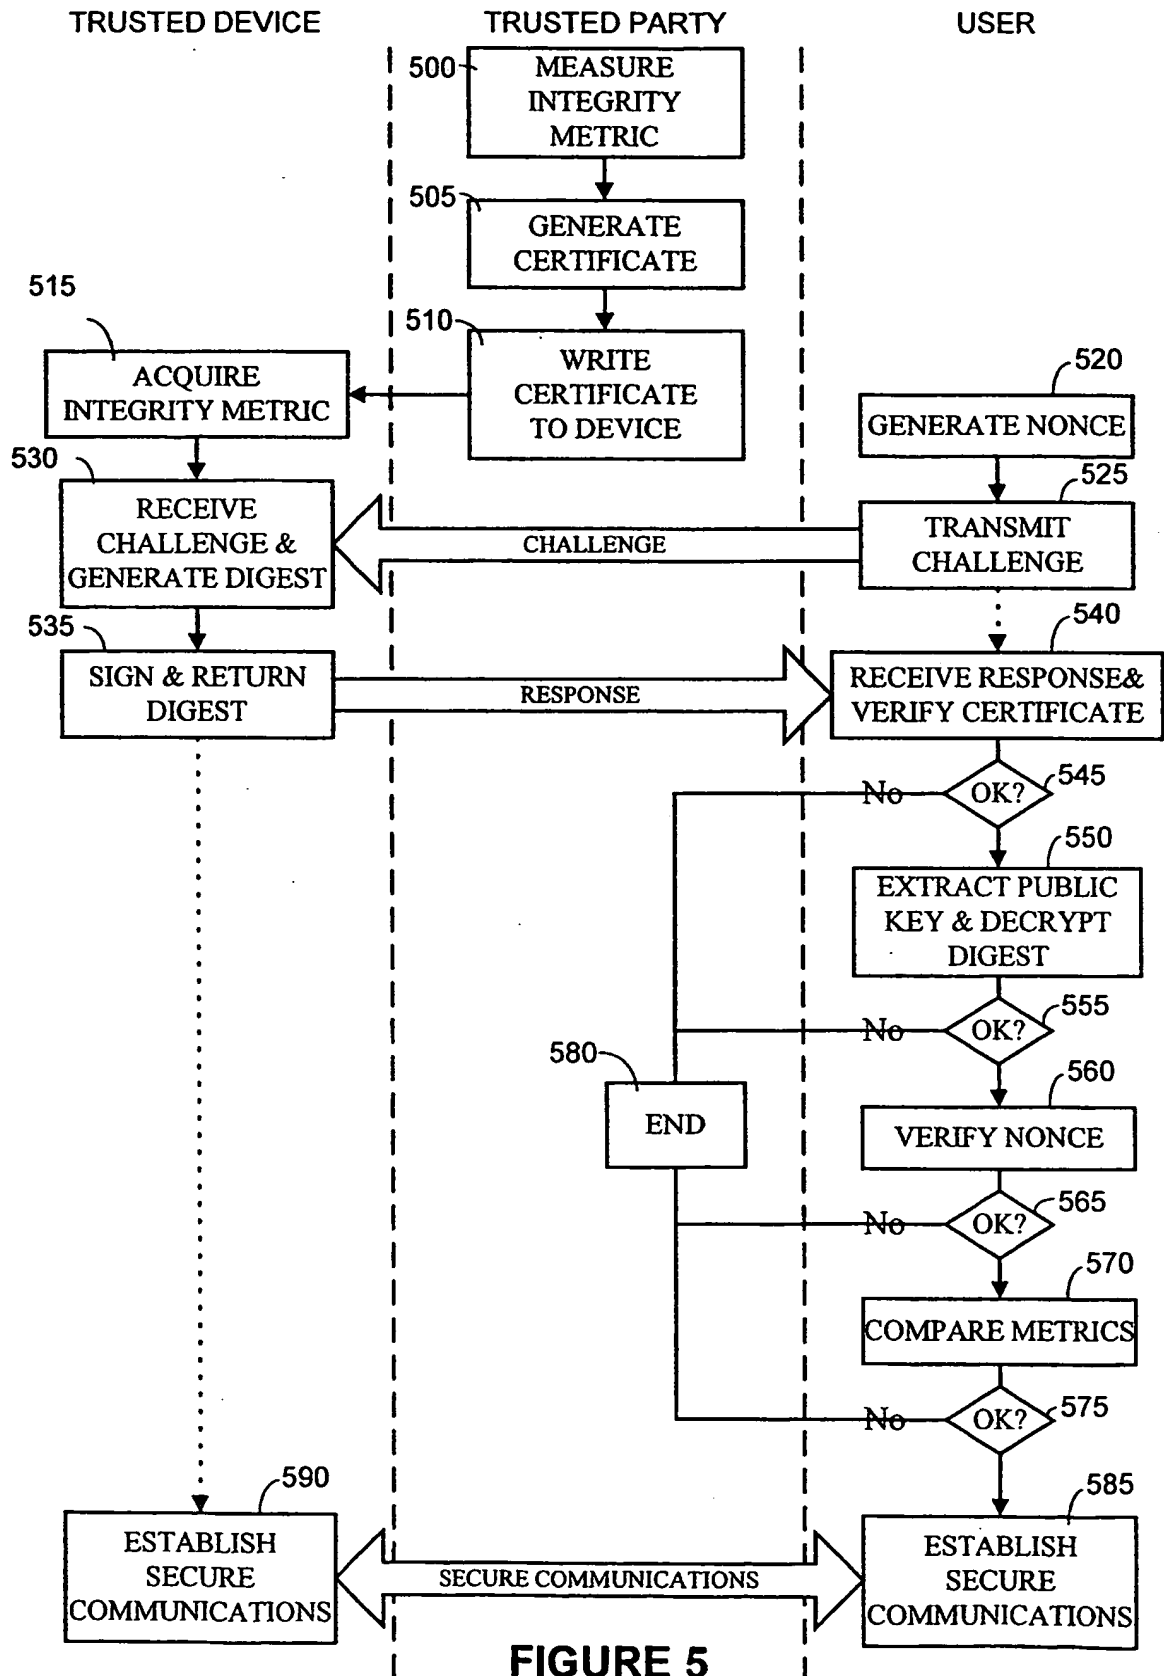 TRUSTED DEVICE
TRUSTED PARTY
USER
500
MEASURE
INTEGRITY
METRIC
505
GENERATE
CERTIFICATE
510
WRITE
CERTIFICATE
TO DEVICE
515
ACQUIRE
INTEGRITY METRIC
520
GENERATE NONCE
525
TRANSMIT
CHALLENGE
530
RECEIVE
CHALLENGE &
GENERATE DIGEST
CHALLENGE
535
SIGN & RETURN
DIGEST
RESPONSE
540
RECEIVE RESPONSE&
VERIFY CERTIFICATE
No
OK?
545
550
EXTRACT PUBLIC
KEY & DECRYPT
DIGEST
No
OK?
555
580
END
560
VERIFY NONCE
No
OK?
565
570
COMPARE METRICS
No
OK?
575
590
ESTABLISH
SECURE
COMMUNICATIONS
SECURE COMMUNICATIONS
585
ESTABLISH
SECURE
COMMUNICATIONS
FIGURE 5